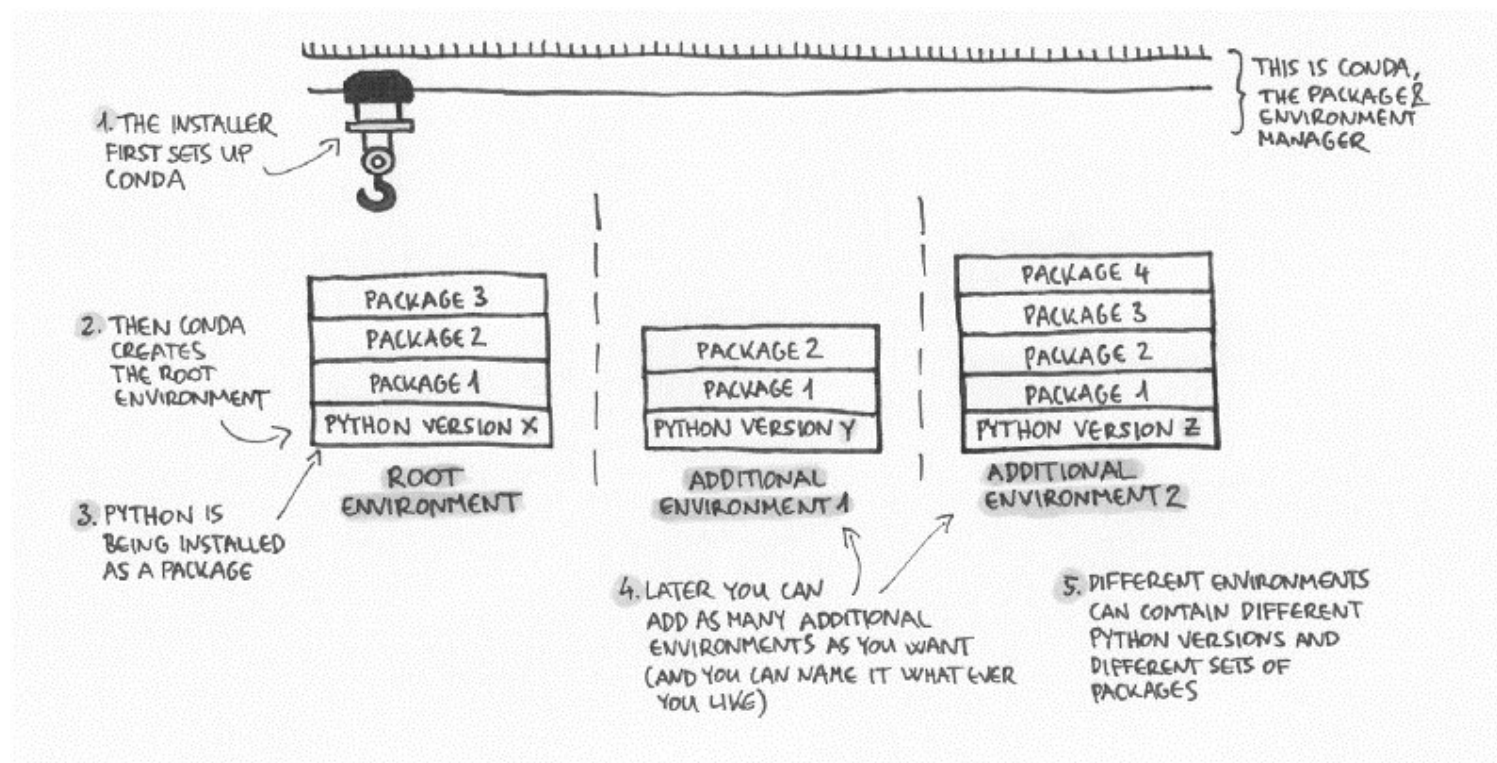 THIS IS CONDA,
THE PACKAGE &
ENVIRONMENT
MANAGER
1. THE INSTALLER
FIRST SETS UP
CONDA
2. THEN CONDA
CREATES
THE ROOT
ENVIRONMENT
PACKAGE 3
PACKAGE 2
PACKAGE 1
PYTHON VERSION X
ROOT
ENVIRONMENT
3. PYTHON IS
BEING INSTALLED
AS A PACKAGE
PACKAGE 2
PACKAGE 1
PYTHON VERSION Y
ADDITIONAL
ENVIRONMENT 1
PACKAGE 4
PACKAGE 3
PACKAGE 2
PACKAGE 1
PYTHON VERSION Z
ADDITIONAL
ENVIRONMENT 2
4. LATER YOU CAN
ADD AS MANY ADDITIONAL
ENVIRONMENTS AS YOU WANT
(AND YOU CAN NAME IT WHAT EVER
YOU LIKE)
5. DIFFERENT ENVIRONMENTS
CAN CONTAIN DIFFERENT
PYTHON VERSIONS AND
DIFFERENT SETS OF
PACKAGES